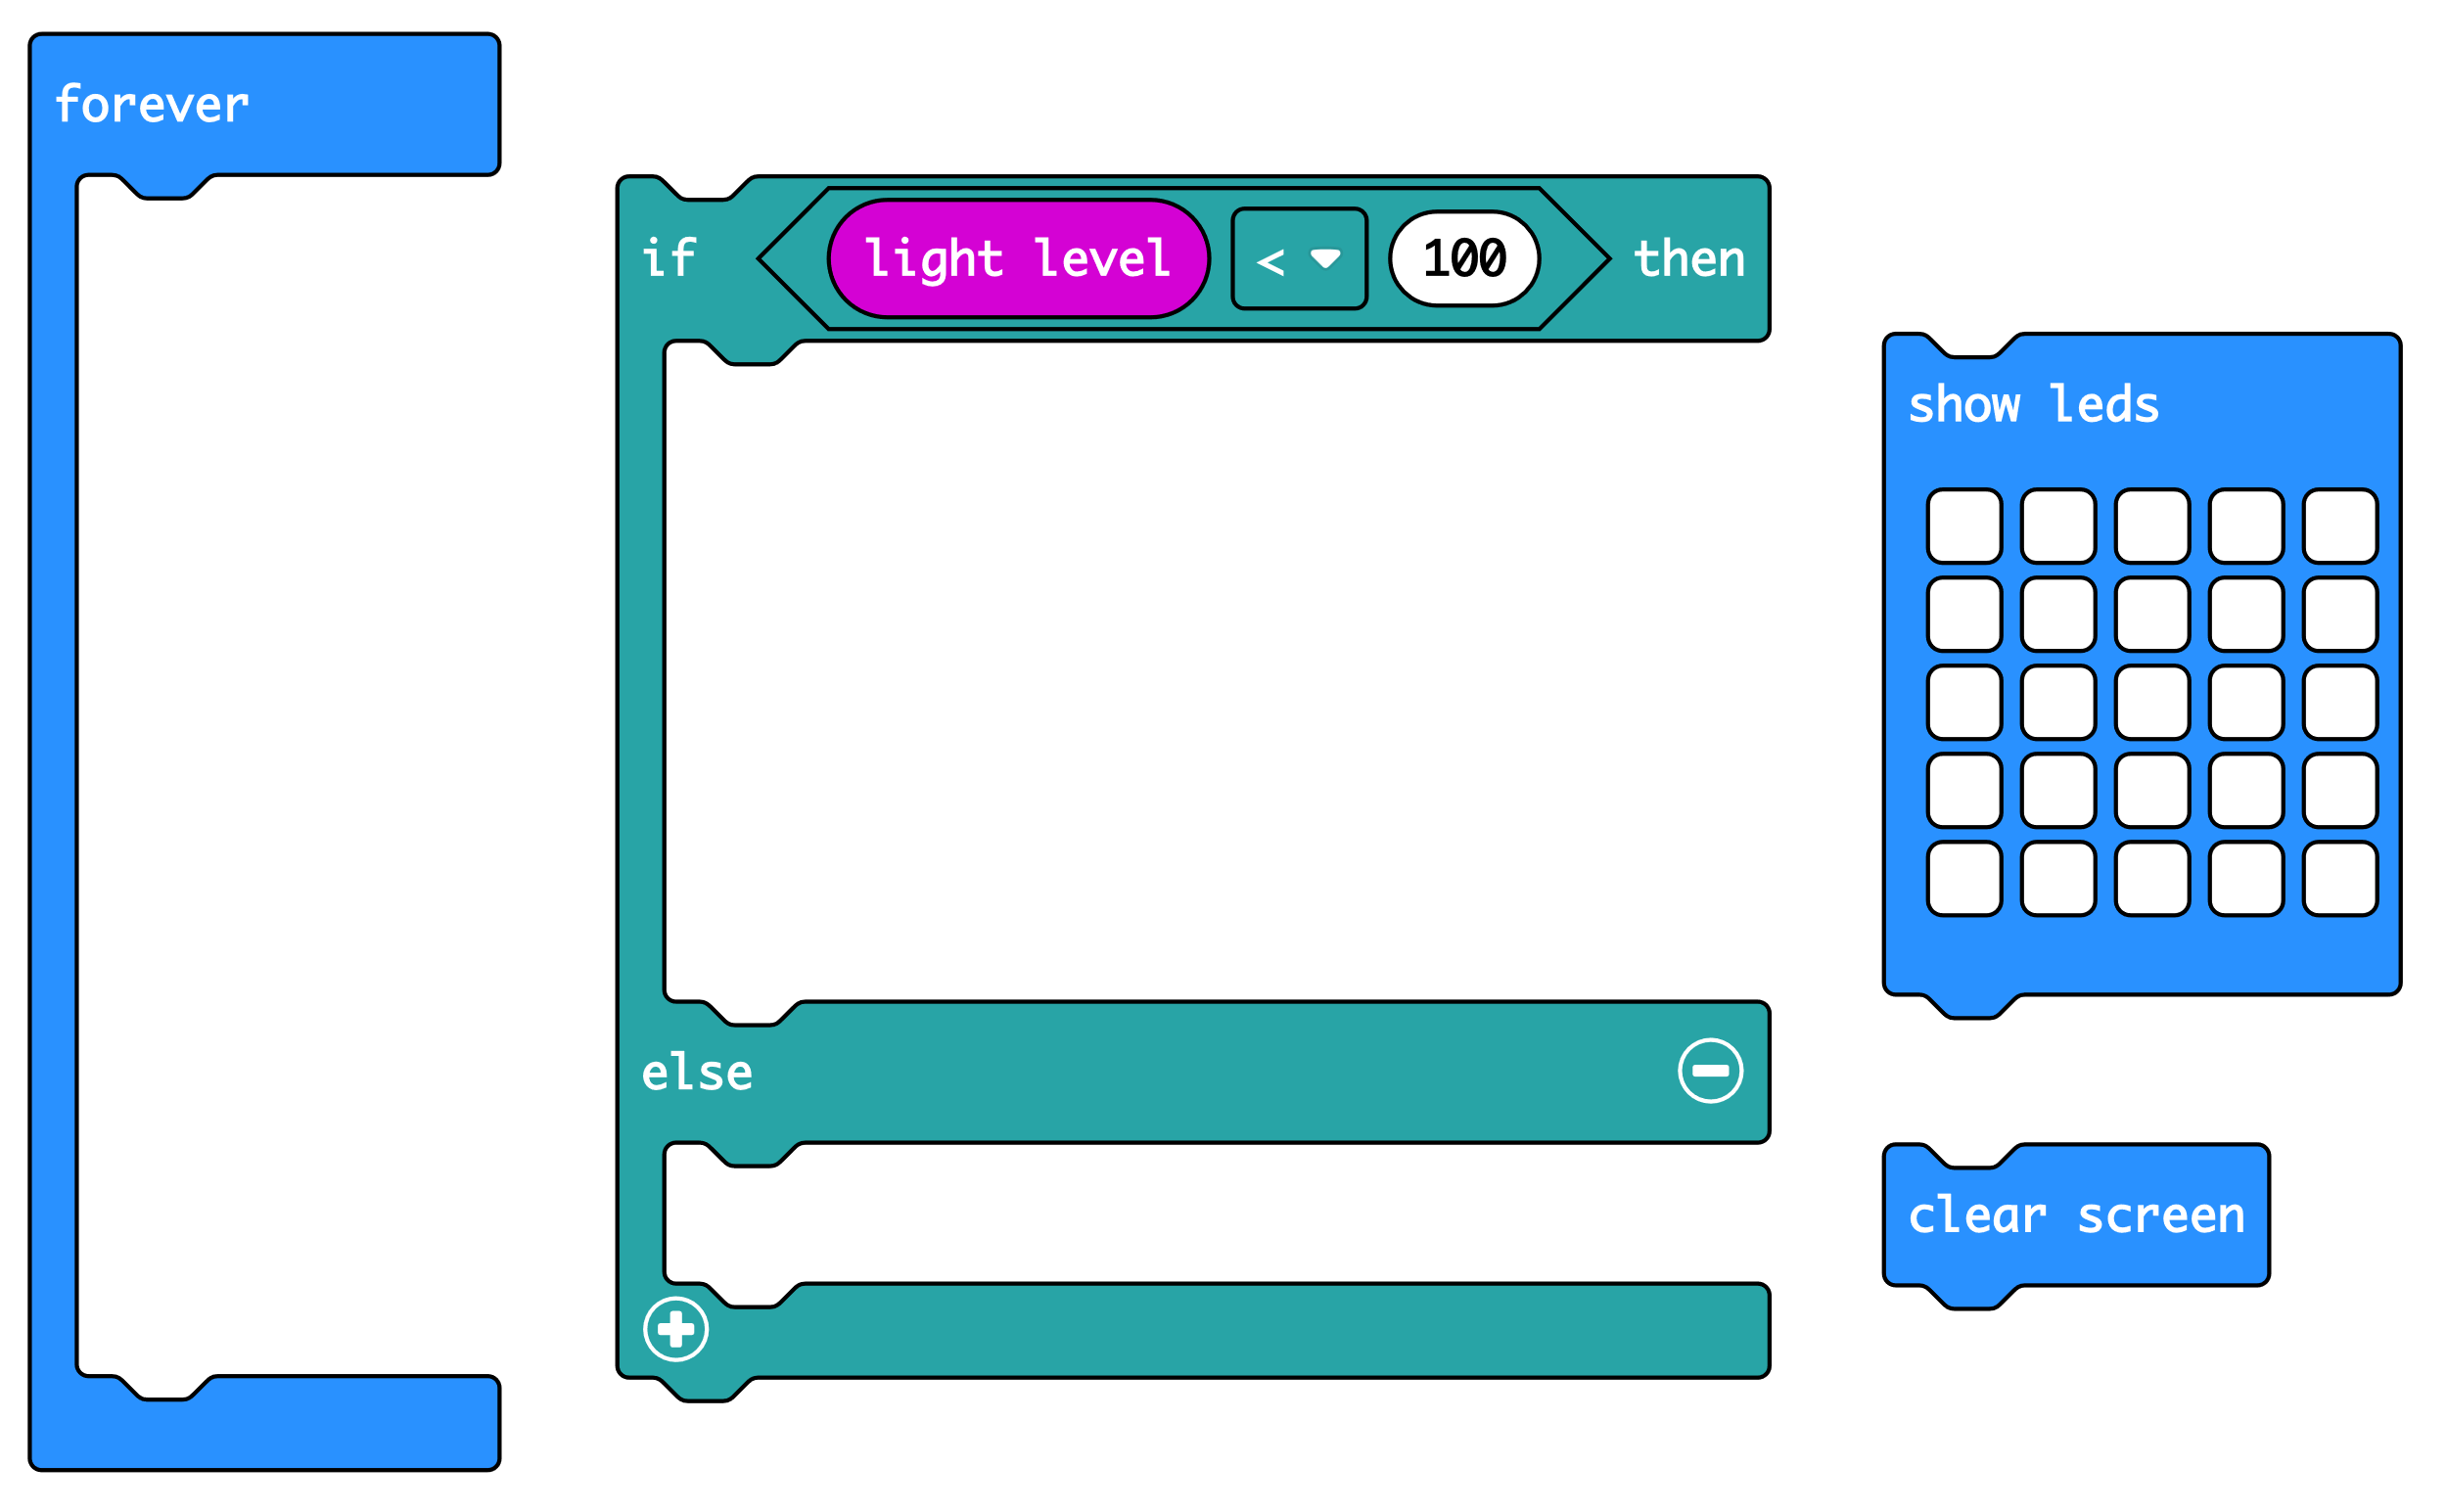 forever
if light level < 100 then
show leds
else
clear screen